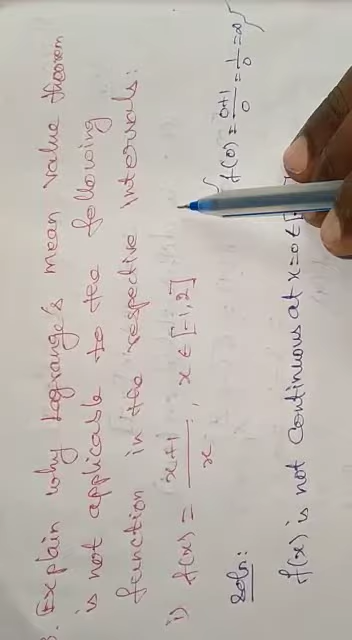 3. Explain why Lagrange's mean value theorem
is not applicable to the following
function in the respective intervals:
i) f(x) = x+1/x, x ∈ [-1,2]
Soln:
f(0) = 0+1/0 = 1/0 = ∞
f(x) is not continuous at x=0 ∈